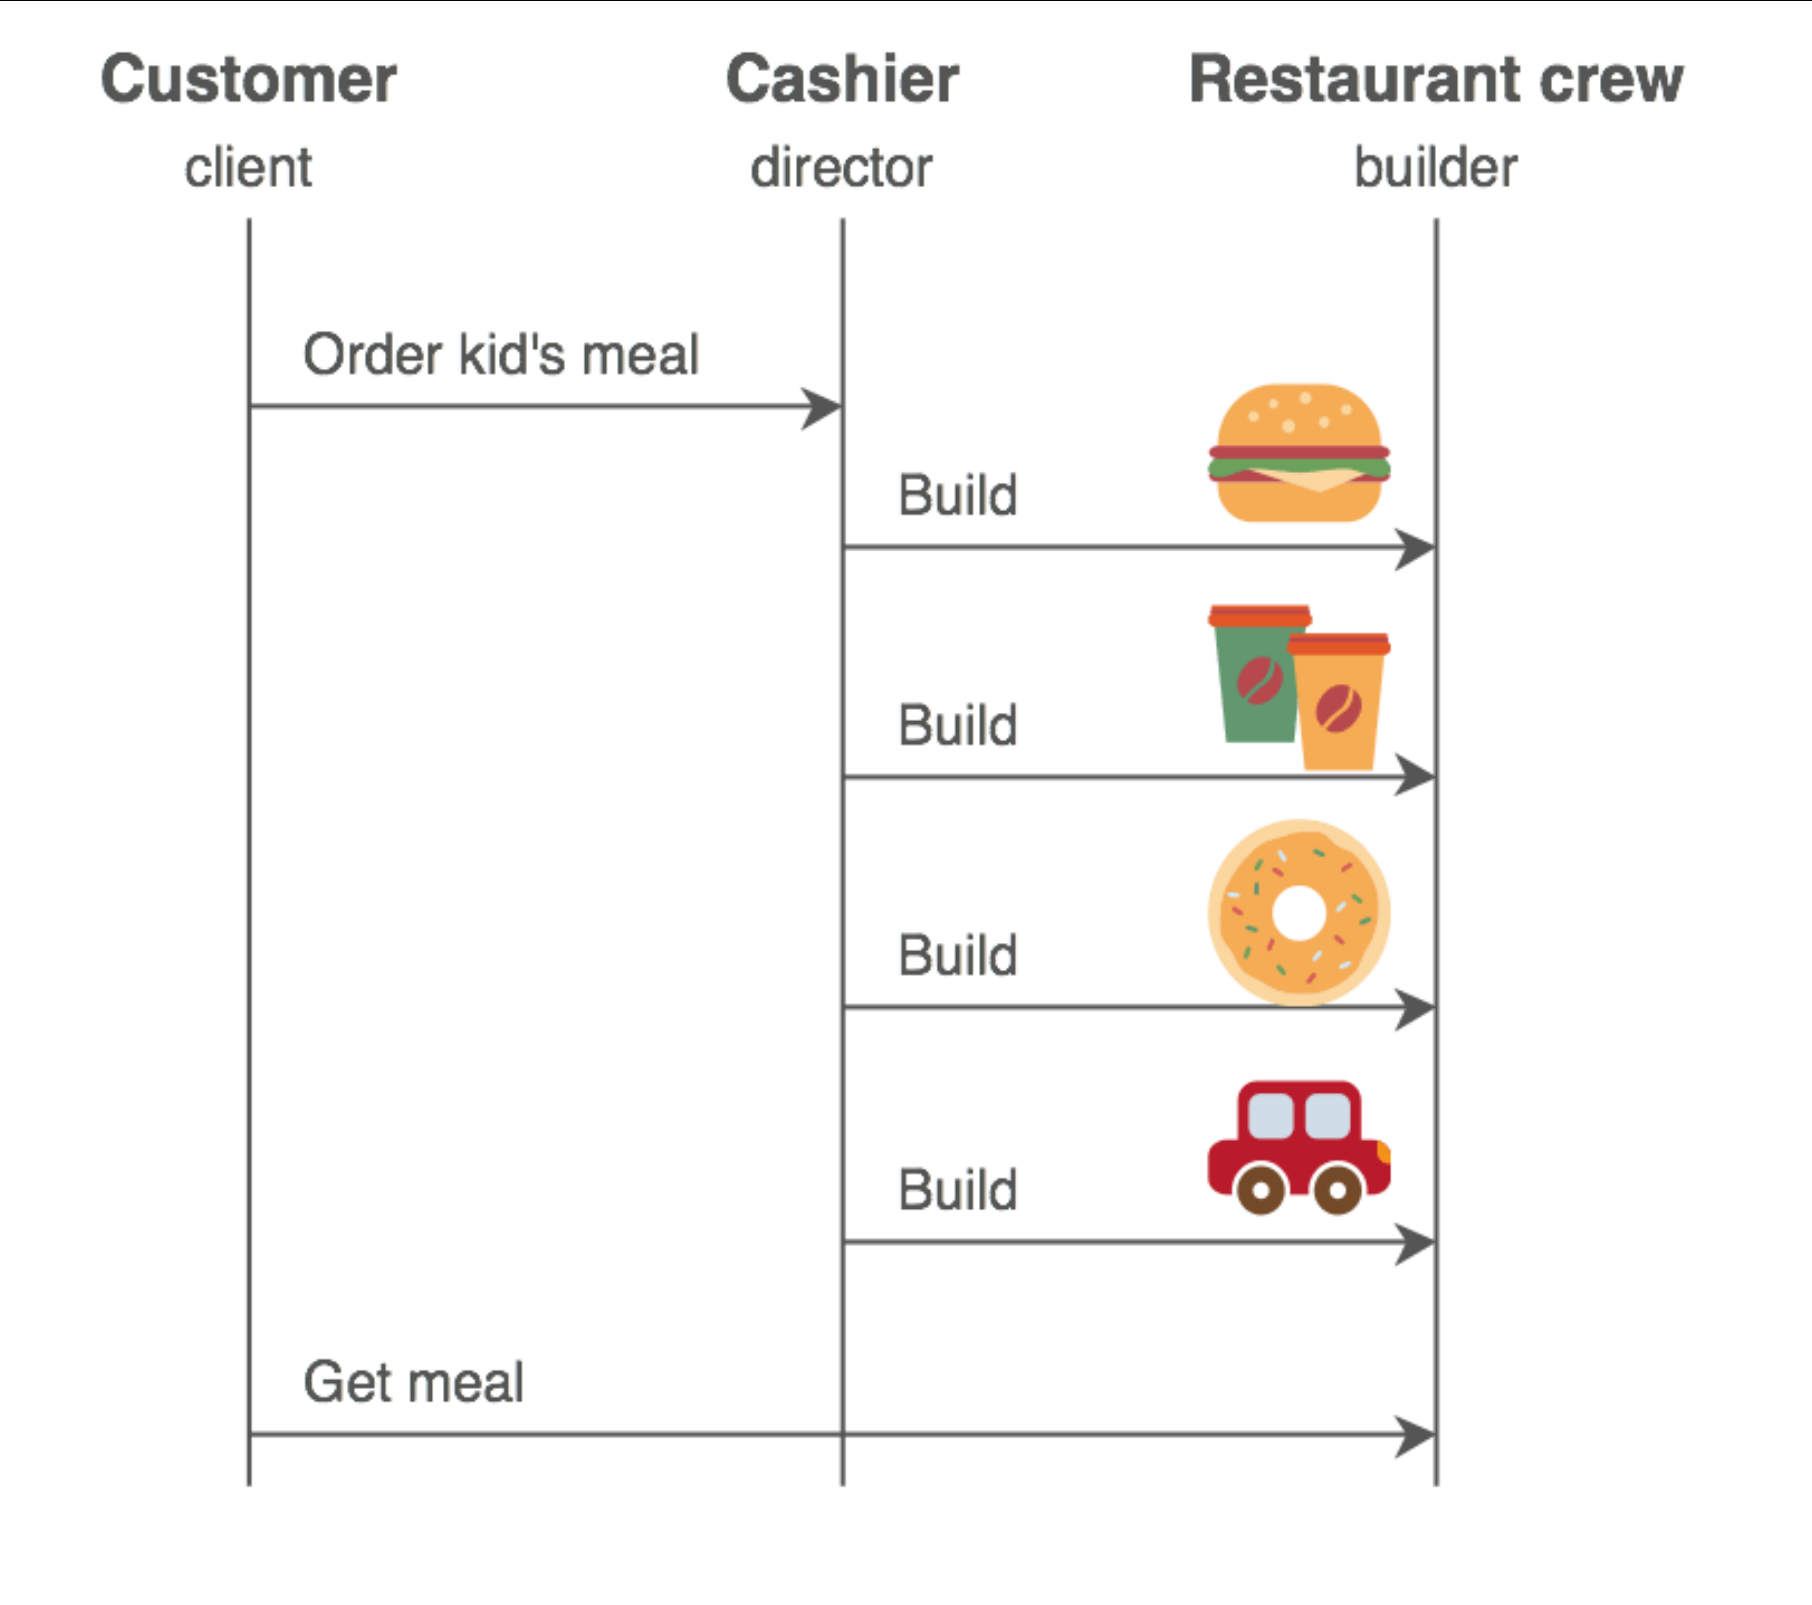 Customer
client
Cashier
director
Restaurant crew
builder
Order kid's meal
Build
Build
Build
Build
Get meal